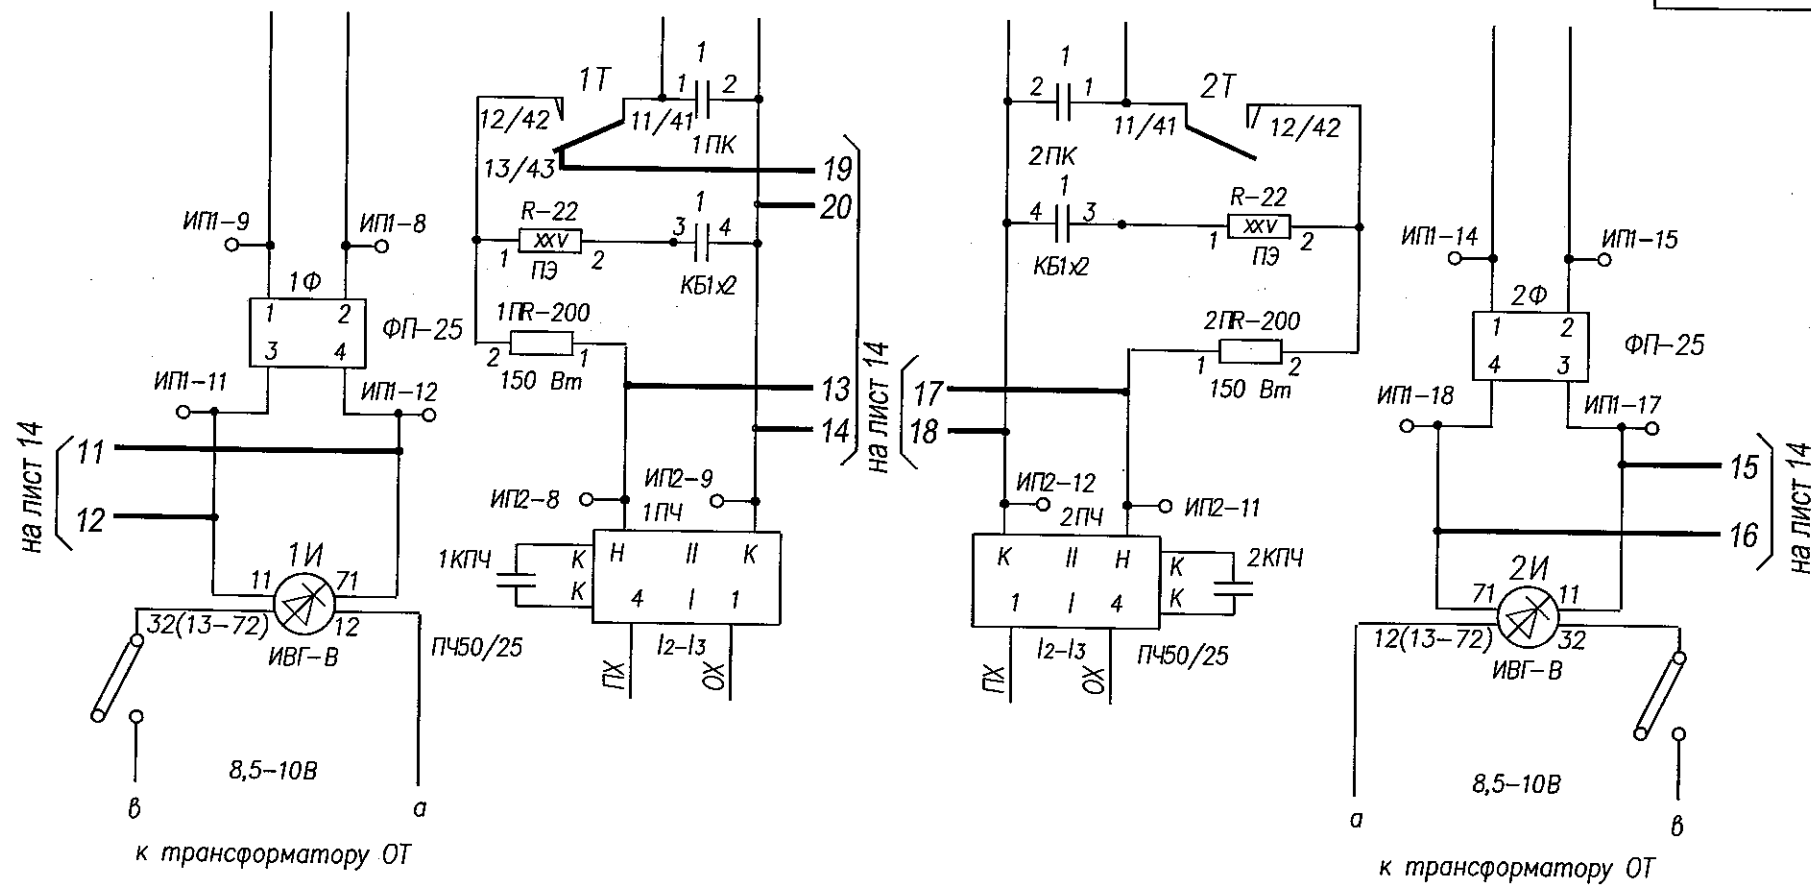 1
1Т
1
2
12/42
11/41
1ПК
13/43
19
20
ИП1-9
ИП1-8
R-22
1
3
4
XXV
1
2
ПЭ
КБ1х2
1Ф
1
2
3
4
ФП-25
1ПR-200
2
1
150 Вт
13
14
на лист 14
ИП1-11
ИП1-12
11
12
на лист 14
ИП2-8
ИП2-9
1ПЧ
Н
II
К
4
I
1
1КПЧ
К
К
I2-I3
ПЧ50/25
ПХ
ОХ
1И
11
71
32(13-72)
12
ИВГ-В
8,5-10В
в
а
к трансформатору ОТ
1
2
1
2Т
11/41
12/42
2ПК
1
4
3
R-22
XXV
1
2
ПЭ
КБ1х2
2ПR-200
1
2
150 Вт
17
18
ИП1-14
ИП1-15
2Ф
1
2
4
3
ФП-25
ИП1-18
ИП1-17
15
16
на лист 14
ИП2-12
ИП2-11
2ПЧ
К
II
Н
1
I
4
К
К
2КПЧ
I2-I3
ПЧ50/25
ПХ
ОХ
2И
71
11
12(13-72)
32
ИВГ-В
8,5-10В
а
в
к трансформатору ОТ